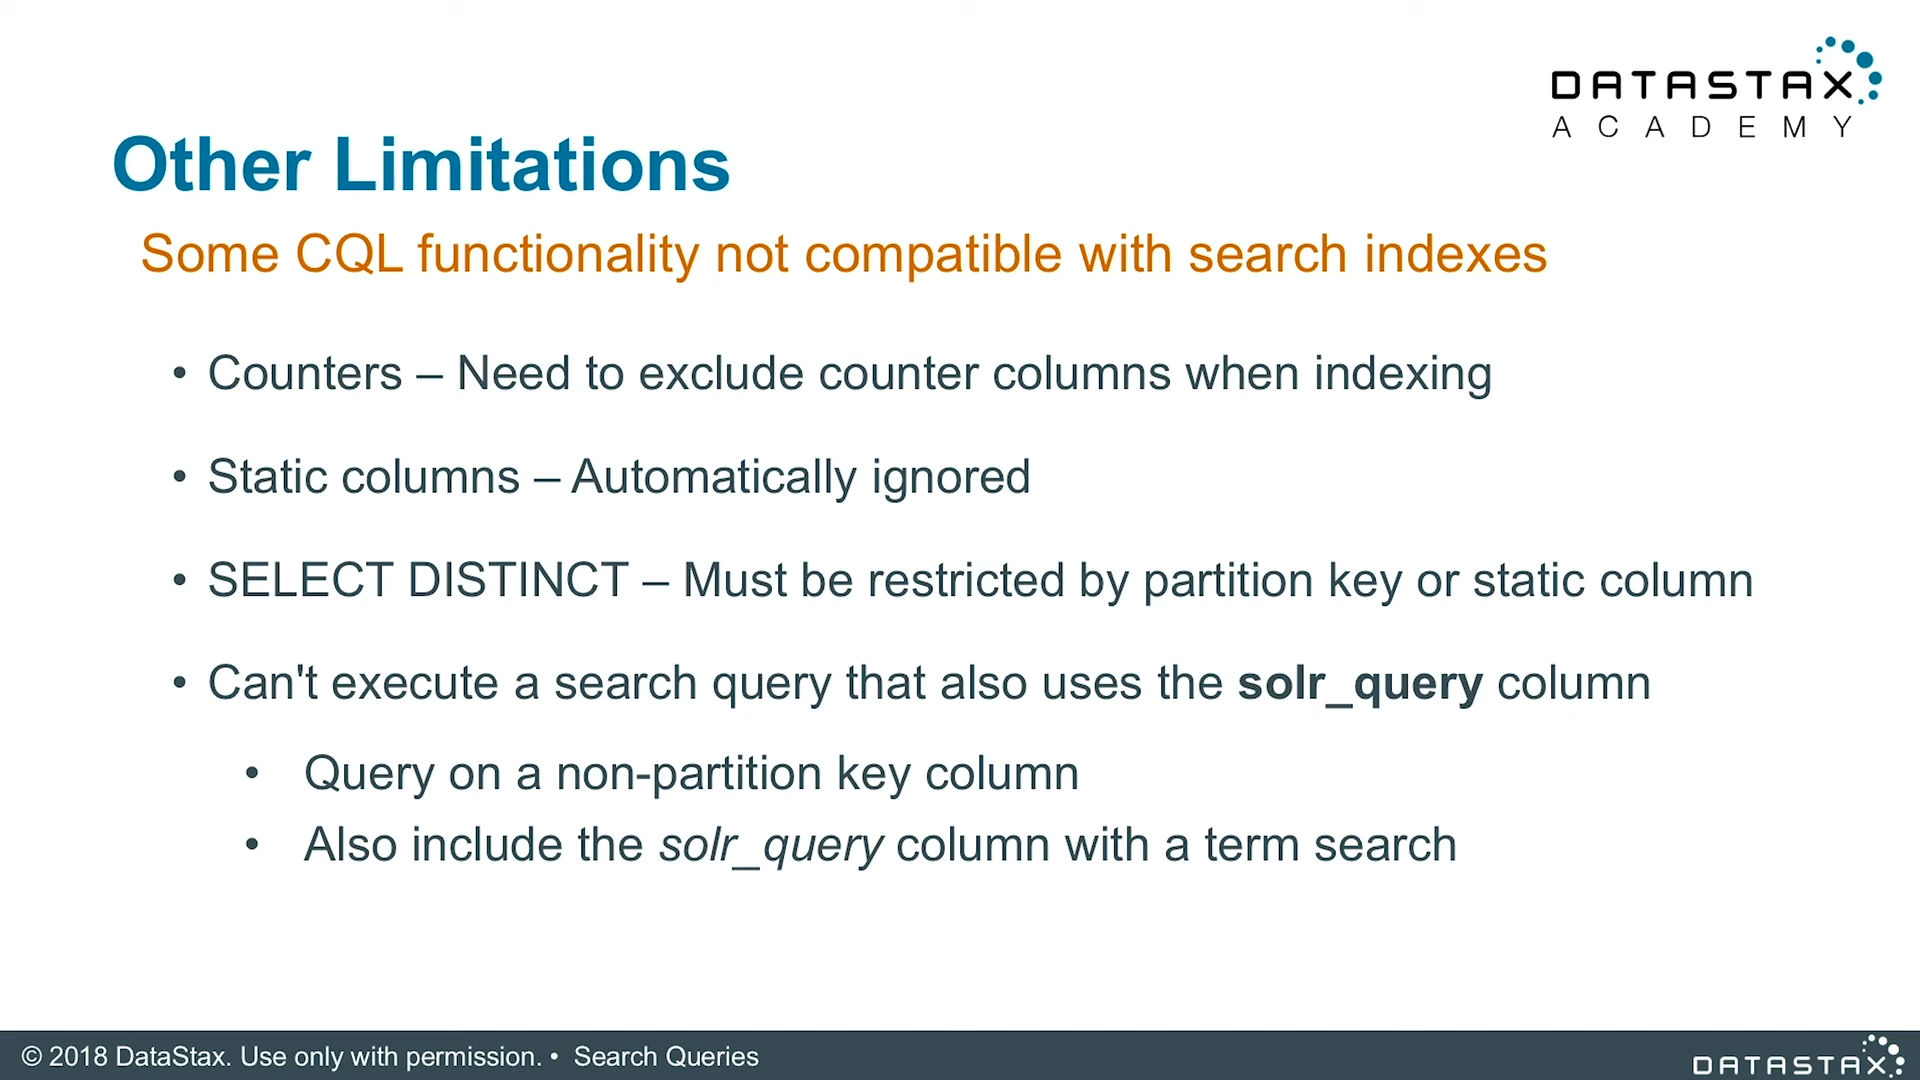 DATASTAX
ACADEMY
Other Limitations
Some CQL functionality not compatible with search indexes
• Counters – Need to exclude counter columns when indexing
• Static columns – Automatically ignored
• SELECT DISTINCT – Must be restricted by partition key or static column
• Can't execute a search query that also uses the solr_query column
• Query on a non-partition key column
• Also include the solr_query column with a term search
© 2018 DataStax. Use only with permission. • Search Queries
DATASTAX